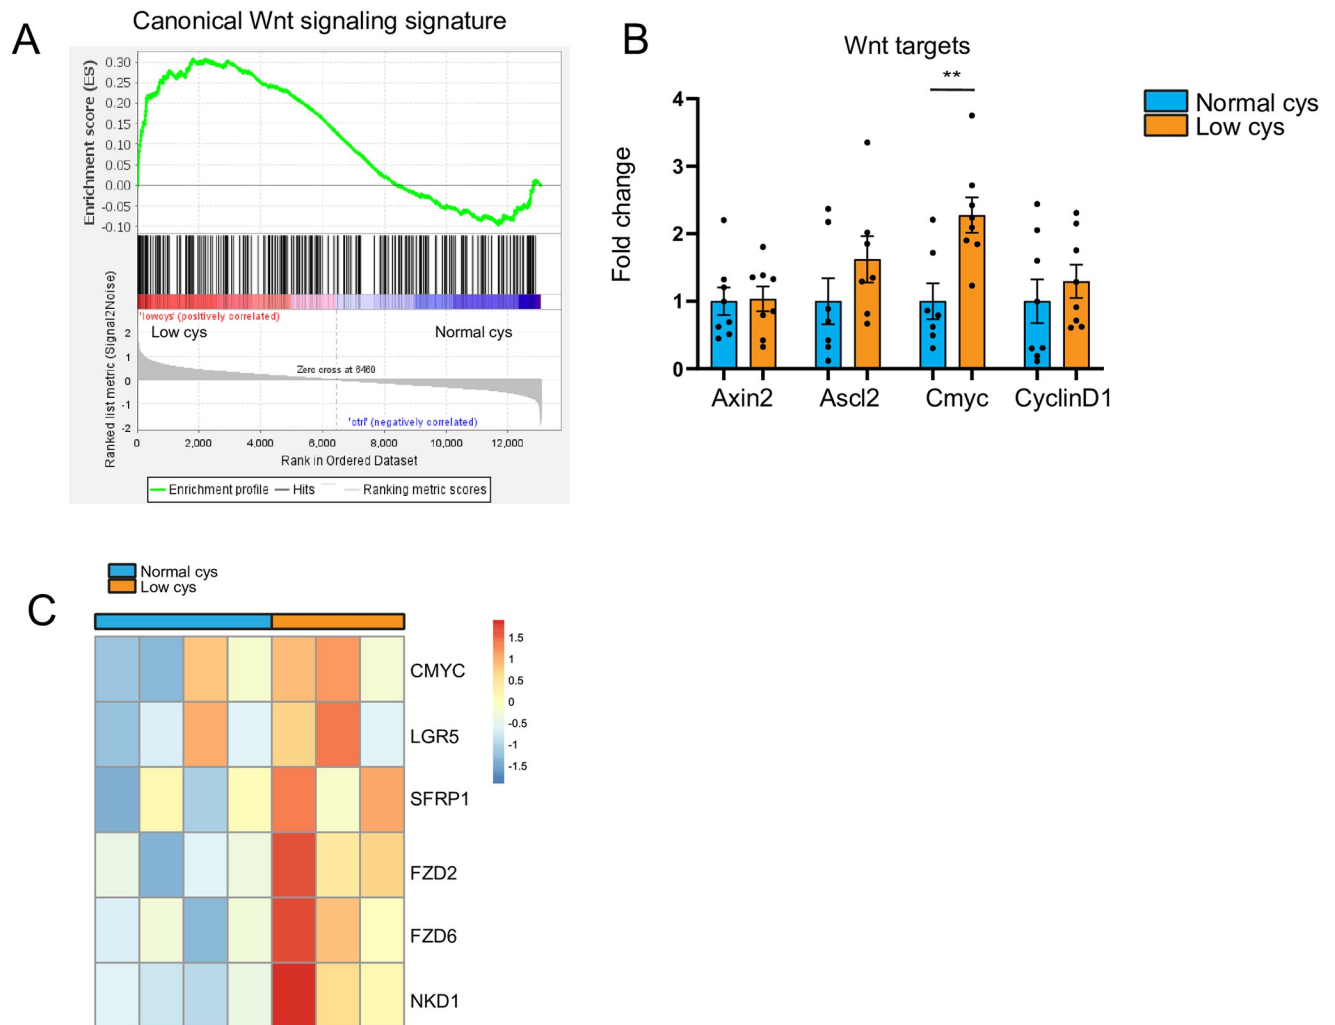 A
Canonical Wnt signaling signature
Enrichment score (ES)
0.30
0.25
0.20
0.15
0.10
0.05
0.00
-0.05
-0.10
'lowcys' (positively correlated)
Low cys
Normal cys
Ranked list metric (Signal2Noise)
2
1
0
-1
-2
Zero cross at 6460
'ctrl' (negatively correlated)
0
2,000
4,000
6,000
8,000
10,000
12,000
Rank in Ordered Dataset
Enrichment profile
Hits
Ranking metric scores
B
Wnt targets
**
Normal cys
Low cys
Fold change
4
3
2
1
0
Axin2
Ascl2
Cmyc
CyclinD1
C
Normal cys
Low cys
CMYC
LGR5
SFRP1
FZD2
FZD6
NKD1
1.5
1
0.5
0
-0.5
-1
-1.5